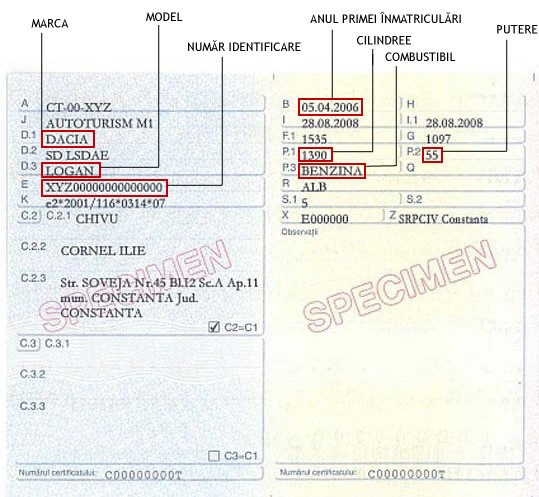 MARCA
MODEL
NUMĂR IDENTIFICARE
ANUL PRIMEI ÎNMATRICULĂRI
CILINDREE
COMBUSTIBIL
PUTERE
A CT-00-XYZ
J AUTOTURISM M1
D.1 DACIA
D.2 SD LSDAE
D.3 LOGAN
E XYZ00000000000000
K e2*2001/116*0314*07
C.2 C.2.1 CHIVU
C.2.2 CORNEL ILIE
C.2.3 Str. SOVEJA Nr.45 Bl.I2 Sc.A Ap.11
mun. CONSTANTA Jud.
CONSTANTA
C2=C1
SPECIMEN
C.3 C.3.1
C.3.2
C.3.3
C3=C1
Numărul certificatului: C00000000T
B 05.04.2006 H
I 28.08.2008 I.1 28.08.2008
F.1 1535 G 1097
P.1 1390 P.2 55
P.3 BENZINA Q
R ALB
S.1 5 S.2
X E000000 Z SRPCIV Constanta
Observații
SPECIMEN
Numărul certificatului: C00000000T